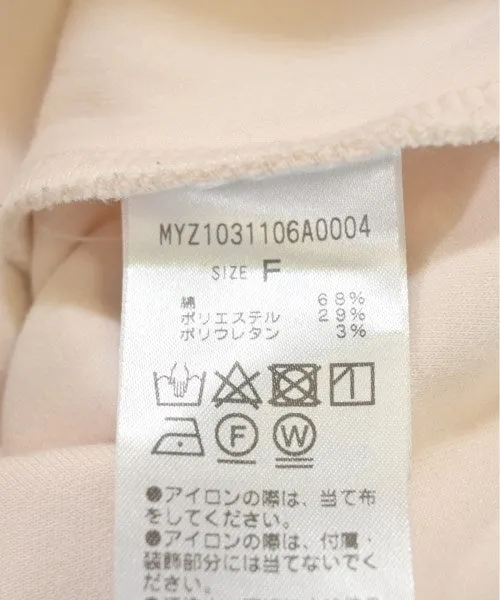 MYZ1031106A0004
SIZE F
綿 68%
ポリエステル 29%
ポリウレタン 3%
F W
●アイロンの際は、当て布
をしてください。
●アイロンの際は、付属・
装飾部分には当てないでく
ださい。